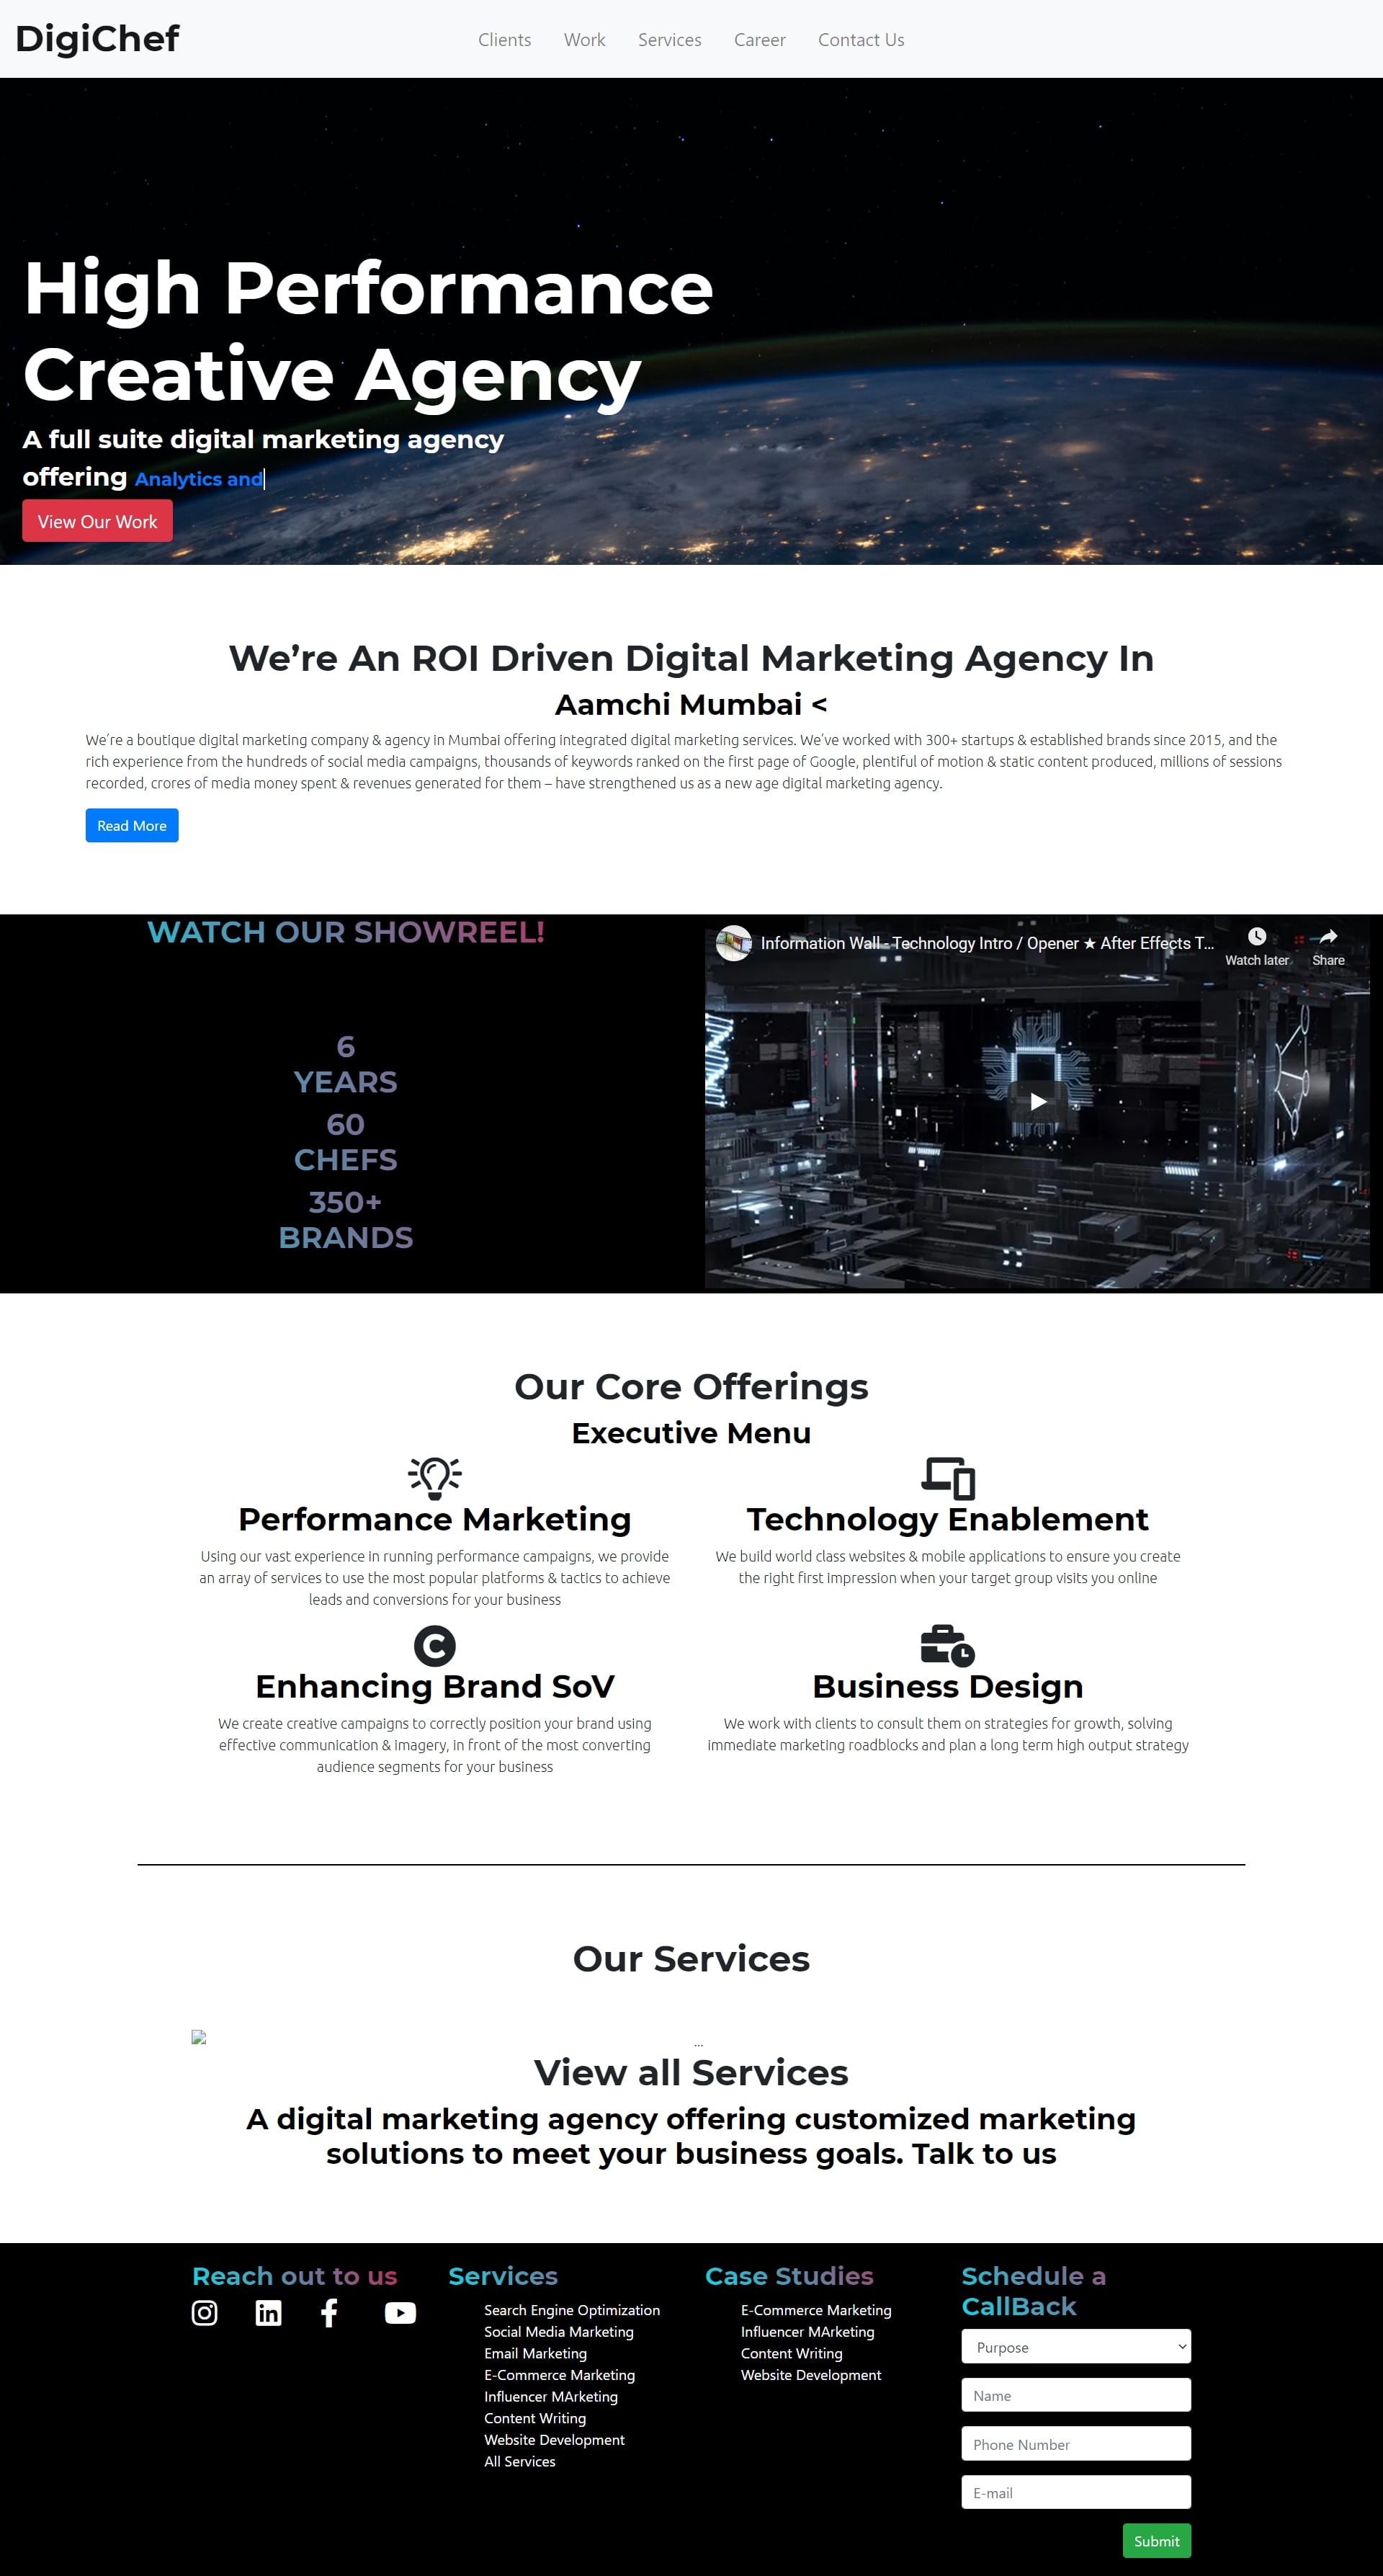 DigiChef
Clients Work Services Career Contact Us
High Performance
Creative Agency
A full suite digital marketing agency
offering Analytics and
View Our Work
We’re An ROI Driven Digital Marketing Agency In
Aamchi Mumbai <
We’re a boutique digital marketing company & agency in Mumbai offering integrated digital marketing services. We’ve worked with 300+ startups & established brands since 2015, and the
rich experience from the hundreds of social media campaigns, thousands of keywords ranked on the first page of Google, plentiful of motion & static content produced, millions of sessions
recorded, crores of media money spent & revenues generated for them – have strengthened us as a new age digital marketing agency.
Read More
WATCH OUR SHOWREEL!
6
YEARS
60
CHEFS
350+
BRANDS
Information Wall - Technology Intro / Opener ★ After Effects T...
Watch later Share
Our Core Offerings
Executive Menu
Performance Marketing
Using our vast experience in running performance campaigns, we provide
an array of services to use the most popular platforms & tactics to achieve
leads and conversions for your business
Technology Enablement
We build world class websites & mobile applications to ensure you create
the right first impression when your target group visits you online
Enhancing Brand SoV
We create creative campaigns to correctly position your brand using
effective communication & imagery, in front of the most converting
audience segments for your business
Business Design
We work with clients to consult them on strategies for growth, solving
immediate marketing roadblocks and plan a long term high output strategy
Our Services
...
View all Services
A digital marketing agency offering customized marketing
solutions to meet your business goals. Talk to us
Reach out to us
Services
Search Engine Optimization
Social Media Marketing
Email Marketing
E-Commerce Marketing
Influencer MArketing
Content Writing
Website Development
All Services
Case Studies
E-Commerce Marketing
Influencer MArketing
Content Writing
Website Development
Schedule a
CallBack
Purpose
Name
Phone Number
E-mail
Submit